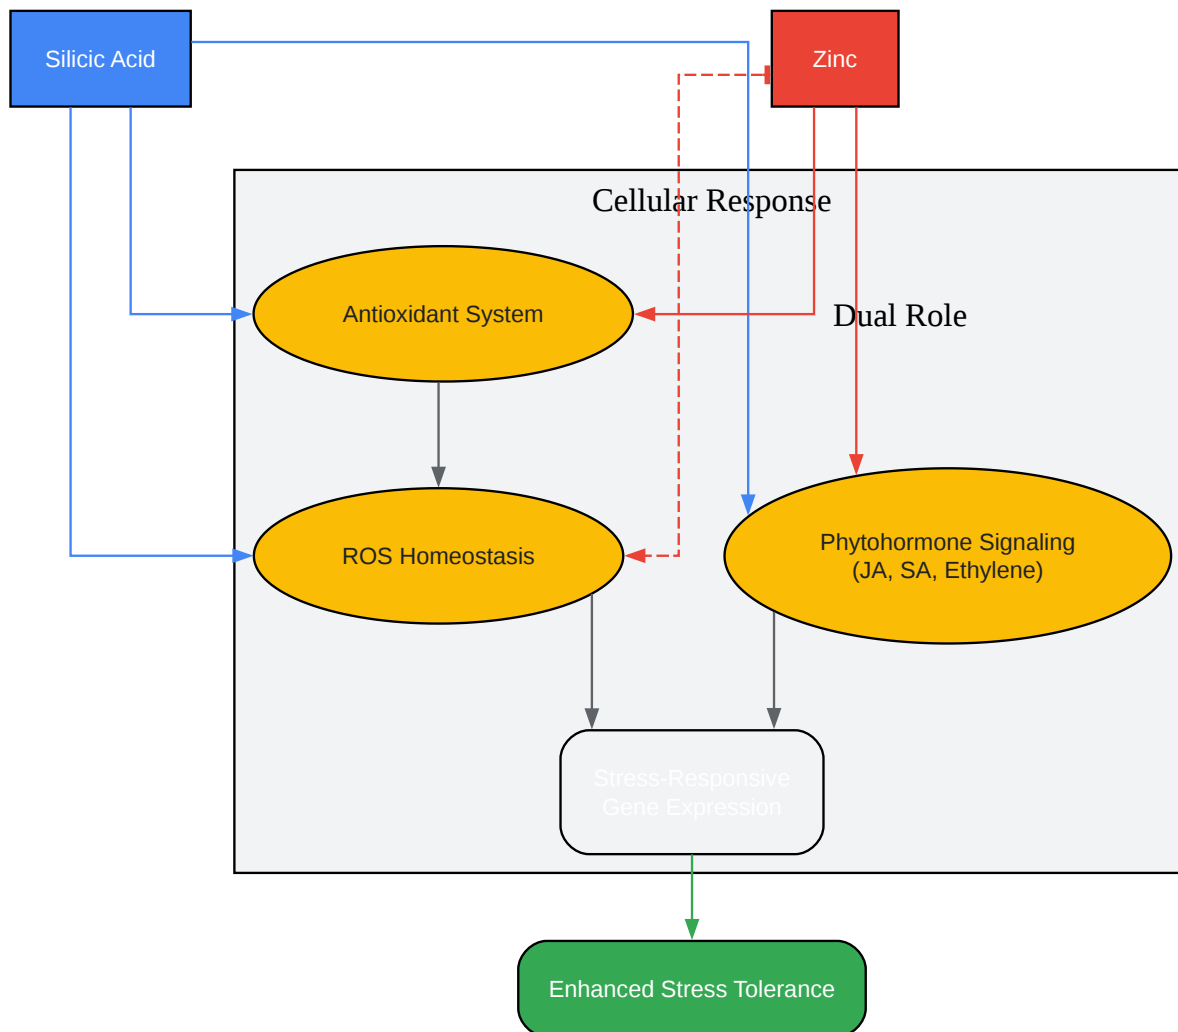 Silicic Acid
Zinc
Cellular Response
Antioxidant System
Dual Role
ROS Homeostasis
Phytohormone Signaling
(JA, SA, Ethylene)
Stress-Responsive
Gene Expression
Enhanced Stress Tolerance